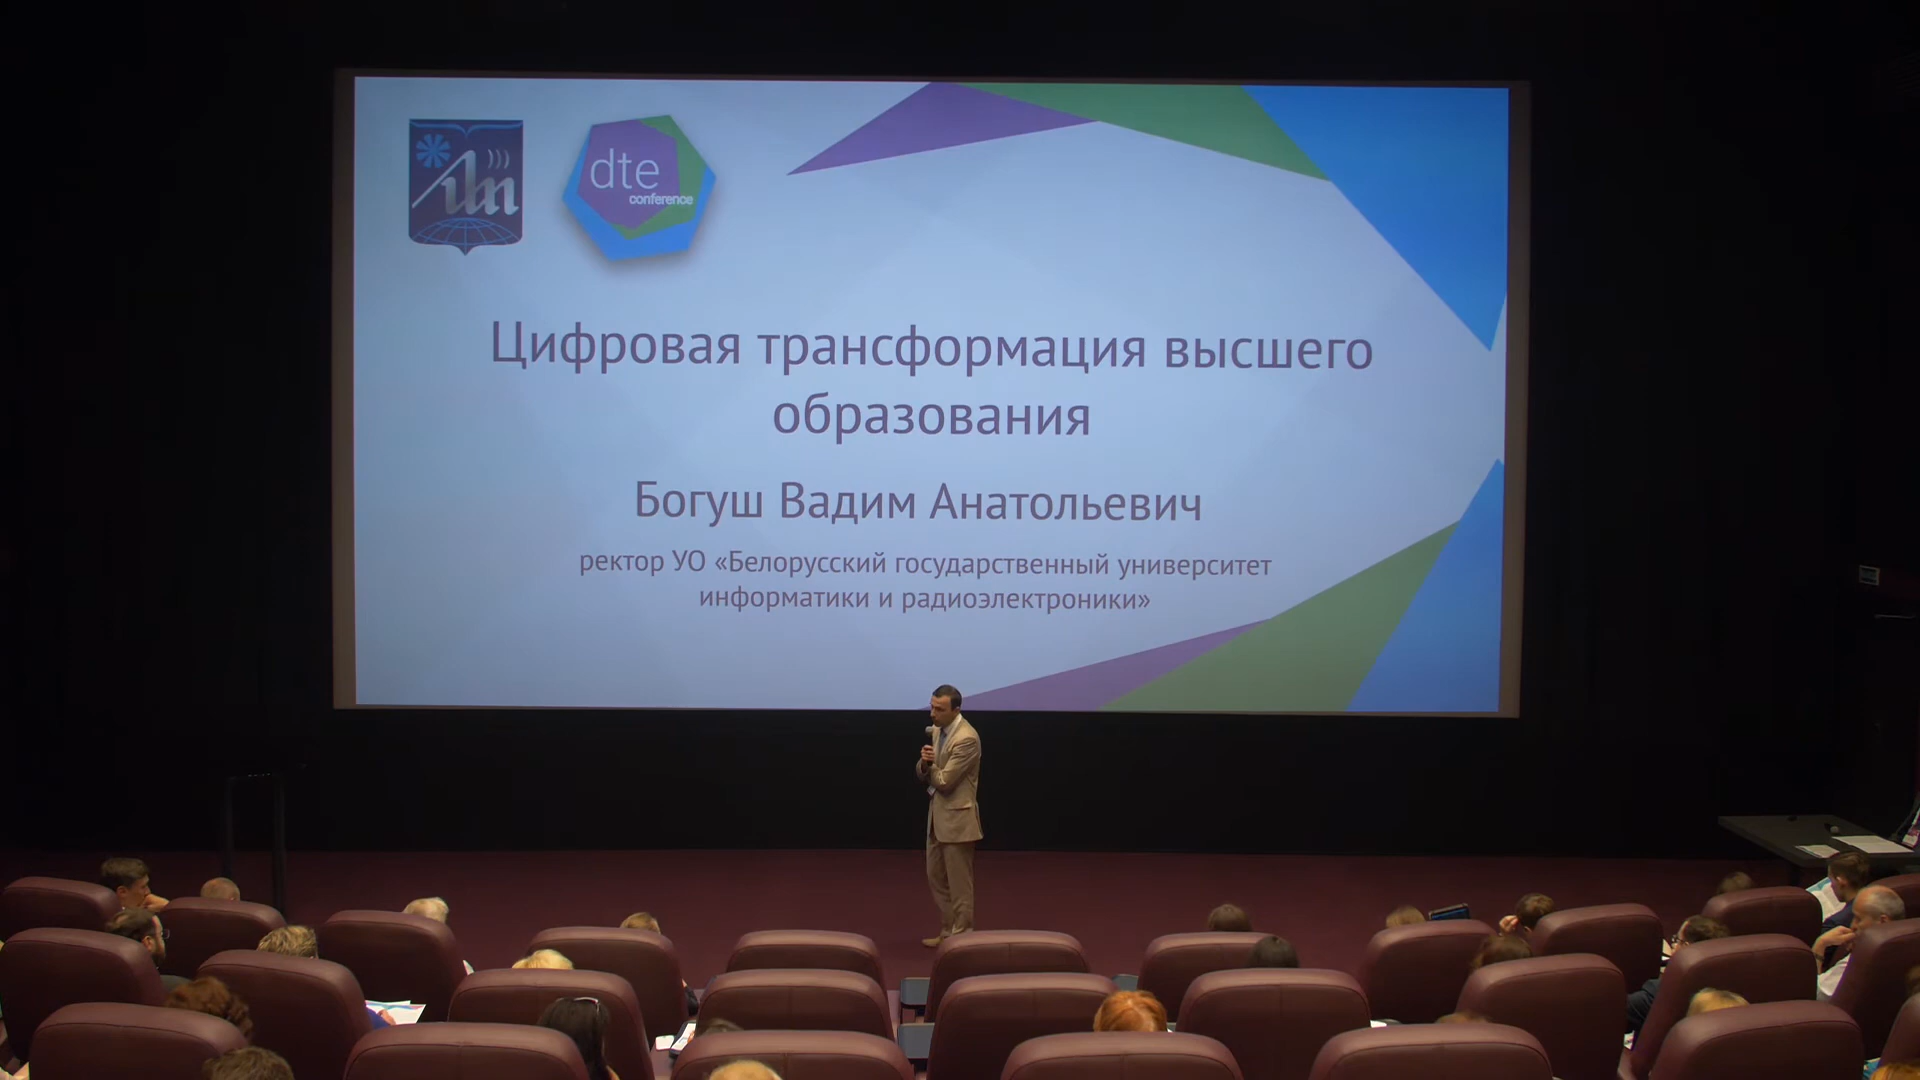 dte
conference
Цифровая трансформация высшего
образования
Богуш Вадим Анатольевич
ректор УО «Белорусский государственный университет
информатики и радиоэлектроники»